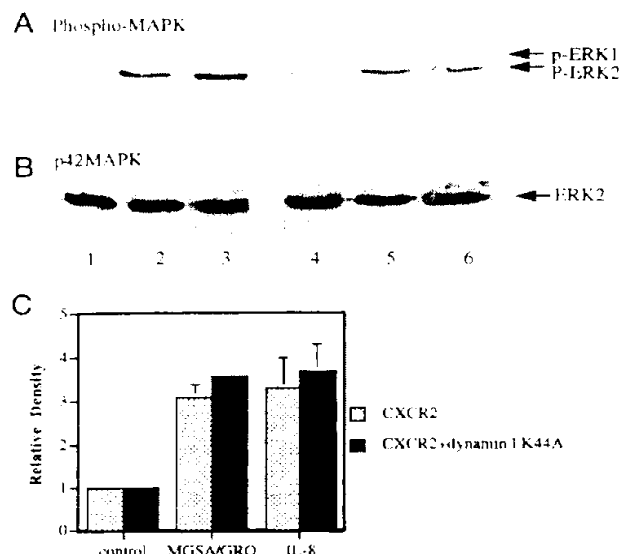 A
Phospho-MAPK
p-ERK1
P-ERK2
B
p42MAPK
ERK2
1 2 3 4 5 6
C
5
4
3
2
1
0
Relative Density
CXCR2
CXCR2+dynamin I K44A
control MGSA/GRO IL-8